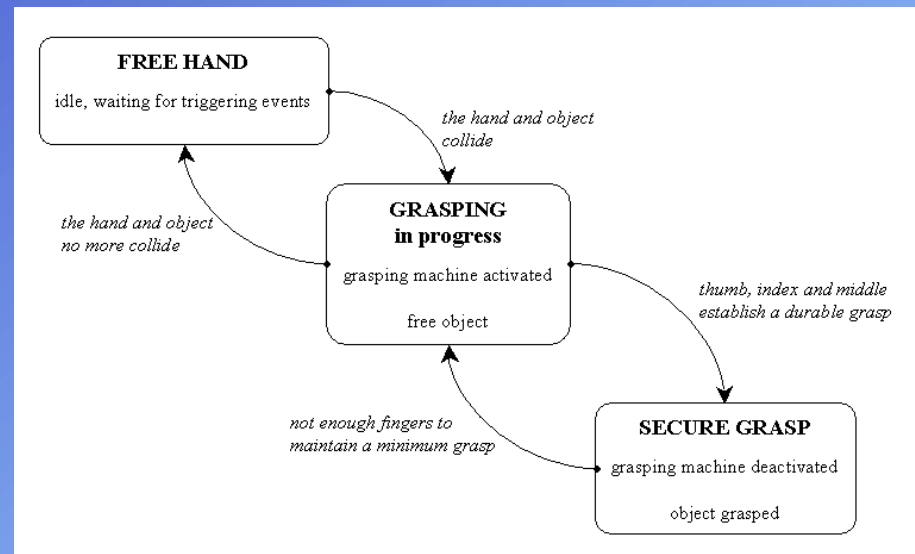 FREE HAND
idle, waiting for triggering events
the hand and object
collide
the hand and object
no more collide
GRASPING
in progress
grasping machine activated
free object
thumb, index and middle
establish a durable grasp
not enough fingers to
maintain a minimum grasp
SECURE GRASP
grasping machine deactivated
object grasped